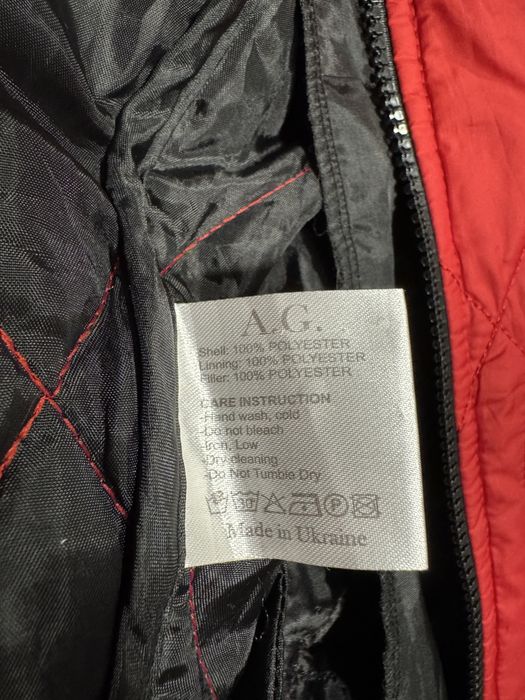 A.G.
Shell: 100% POLYESTER
Linning: 100% POLYESTER
Filler: 100% POLYESTER
CARE INSTRUCTION
-Hand wash, cold
-Do not bleach
-Iron, Low
-Dry cleaning
-Do Not Tumble Dry
30 P
Made in Ukraine